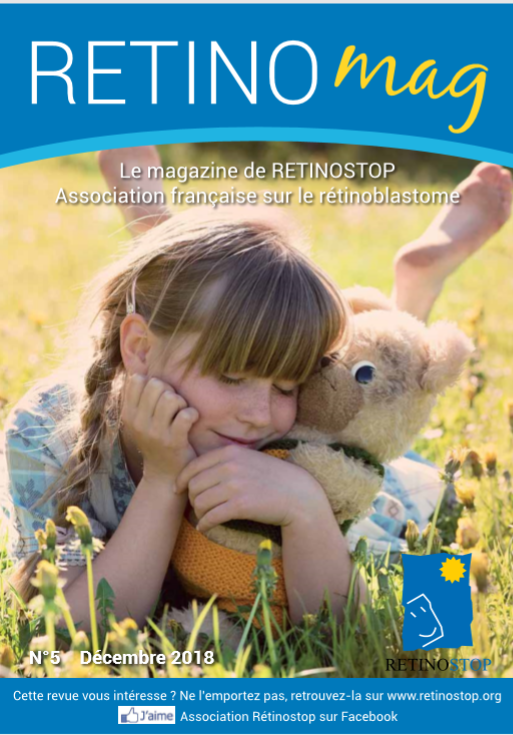 RETINO mag
Le magazine de RETINOSTOP
Association française sur le rétinoblastome
N°5 Décembre 2018
RETINOSTOP
Cette revue vous intéresse ? Ne l'emportez pas, retrouvez-la sur www.retinostop.org
J'aime Association Rétinostop sur Facebook